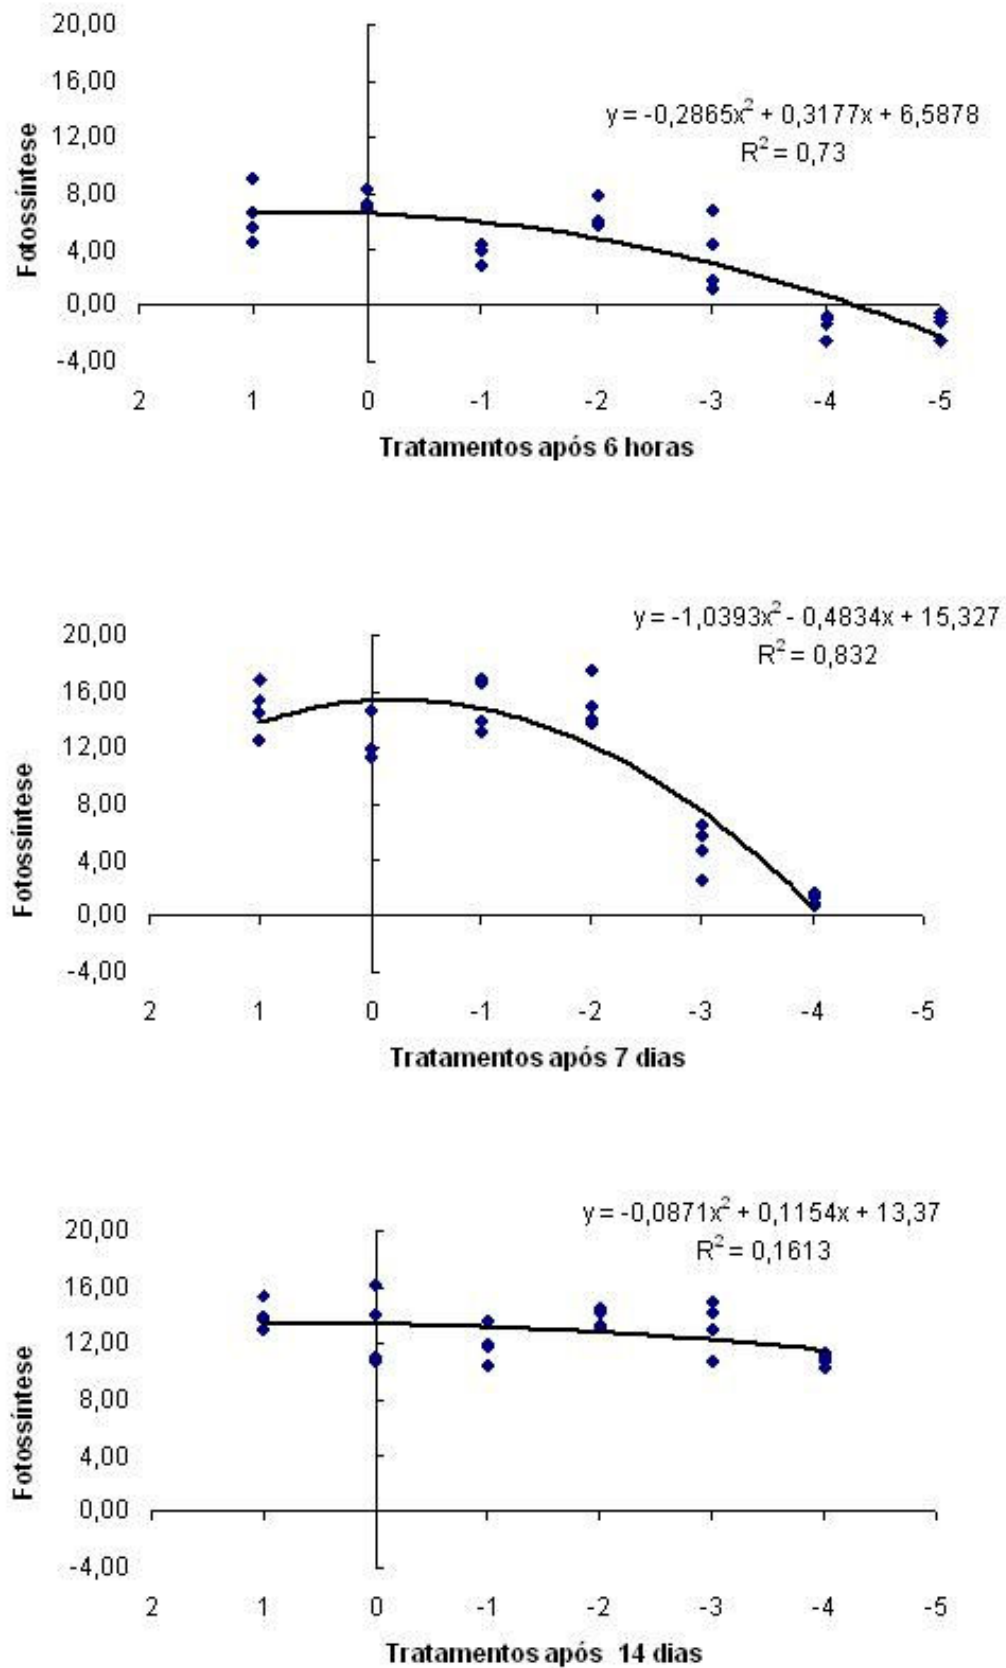 20,00
16,00
12,00
8,00
4,00
0,00
-4,00
Fotossíntese
y = -0,2865x² + 0,3177x + 6,5878
R² = 0,73
2 1 0 -1 -2 -3 -4 -5
Tratamentos após 6 horas
20,00
16,00
12,00
8,00
4,00
0,00
-4,00
Fotossíntese
y = -1,0393x² - 0,4834x + 15,327
R² = 0,832
2 1 0 -1 -2 -3 -4 -5
Tratamentos após 7 dias
20,00
16,00
12,00
8,00
4,00
0,00
-4,00
Fotossíntese
y = -0,0871x² + 0,1154x + 13,37
R² = 0,1613
2 1 0 -1 -2 -3 -4 -5
Tratamentos após 14 dias